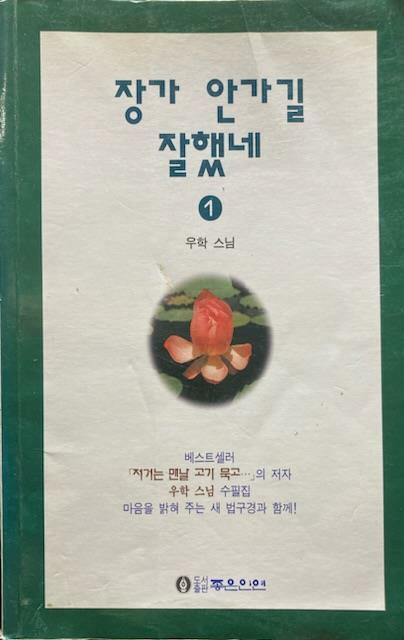 장가 안가길
잘했네
1
우학 스님
베스트셀러
「저거는 맨날 고기 묵고…」의 저자
우학 스님 수필집
마음을 밝혀 주는 새 법구경과 함께!
도서
출판 좋은인연